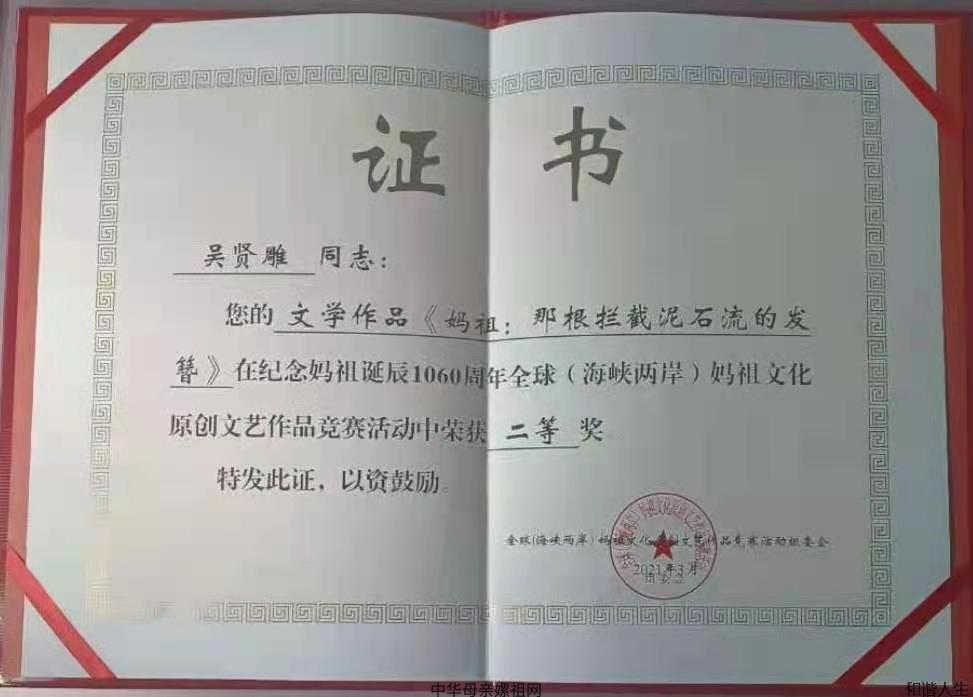 证 书
吴贤雕 同志：
您的 文学作品《妈祖：那根拦截泥石流的发
簪》在纪念妈祖诞辰1060周年全球（海峡两岸）妈祖文化
原创文艺作品竞赛活动中荣获 二等 奖
特发此证，以资鼓励。
全球(海峡两岸)妈祖文化原创文艺作品竞赛活动组委会
2021年3月
组委会
中华母亲嫘祖网
和谐人生